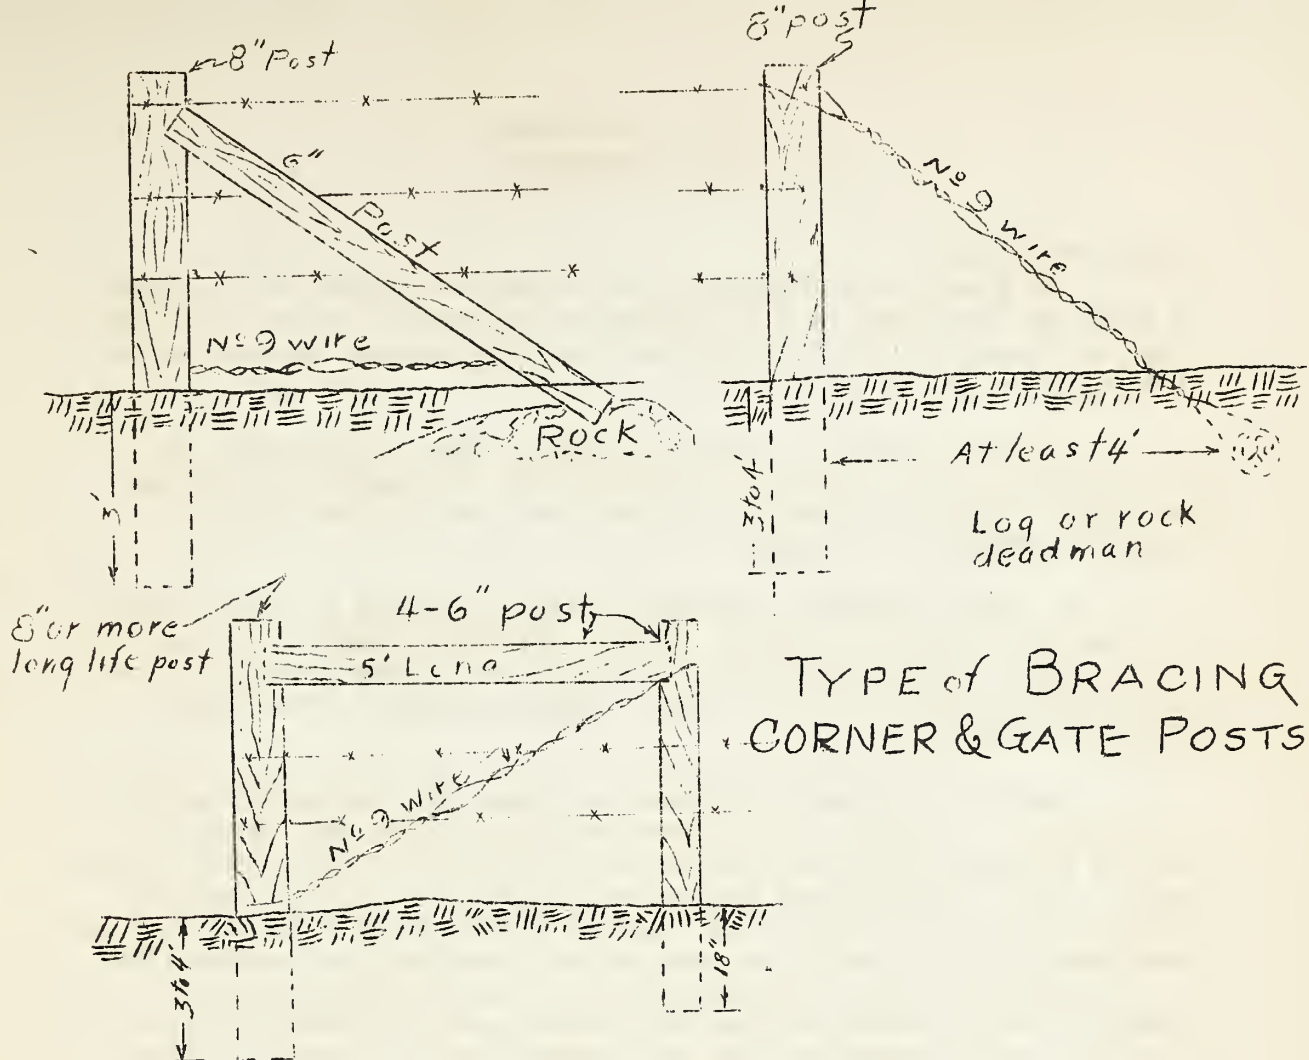 8" Post
6"
Post
No 9 wire
Rock
3'
8" post
No 9 wire
At least 4'
3 to 4'
Log or rock
deadman
8" or more
long life post
4-6" post
5' Long
No 9 wire
3 to 4'
18"
TYPE of BRACING
CORNER & GATE POSTS